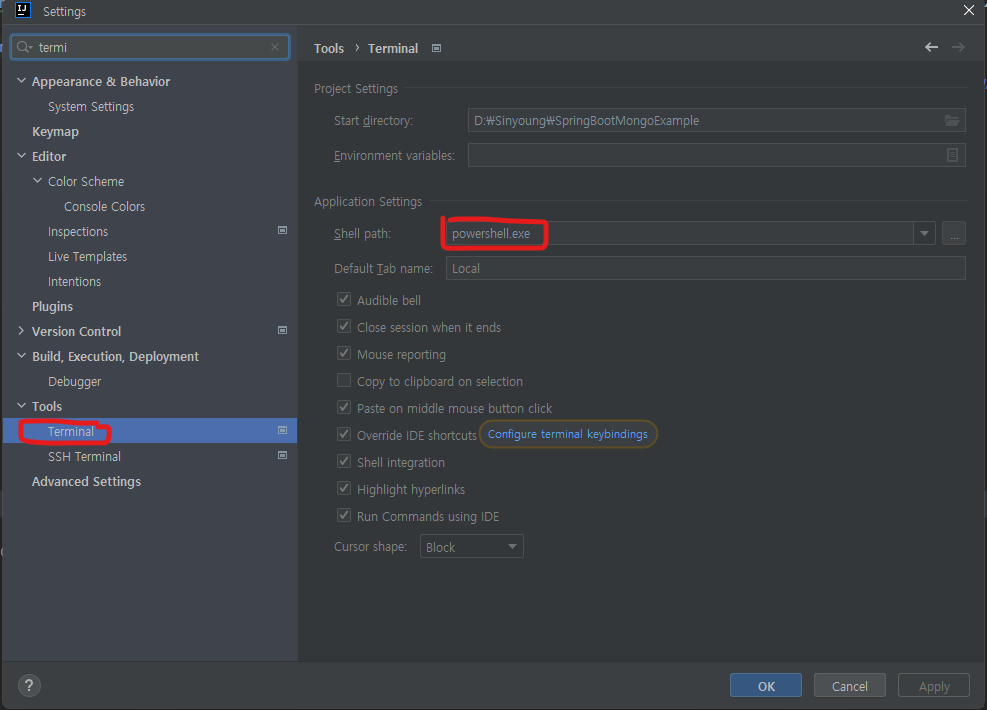 IJ
Settings
termi
Appearance & Behavior
System Settings
Keymap
Editor
Color Scheme
Console Colors
Inspections
Live Templates
Intentions
Plugins
Version Control
Build, Execution, Deployment
Debugger
Tools
Terminal
SSH Terminal
Advanced Settings
Tools › Terminal
Project Settings
Start directory: D:₩Sinyoung₩SpringBootMongoExample
Environment variables:
Application Settings
Shell path: powershell.exe ...
Default Tab name: Local
Audible bell
Close session when it ends
Mouse reporting
Copy to clipboard on selection
Paste on middle mouse button click
Override IDE shortcuts Configure terminal keybindings
Shell integration
Highlight hyperlinks
Run Commands using IDE
Cursor shape: Block
? OK Cancel Apply